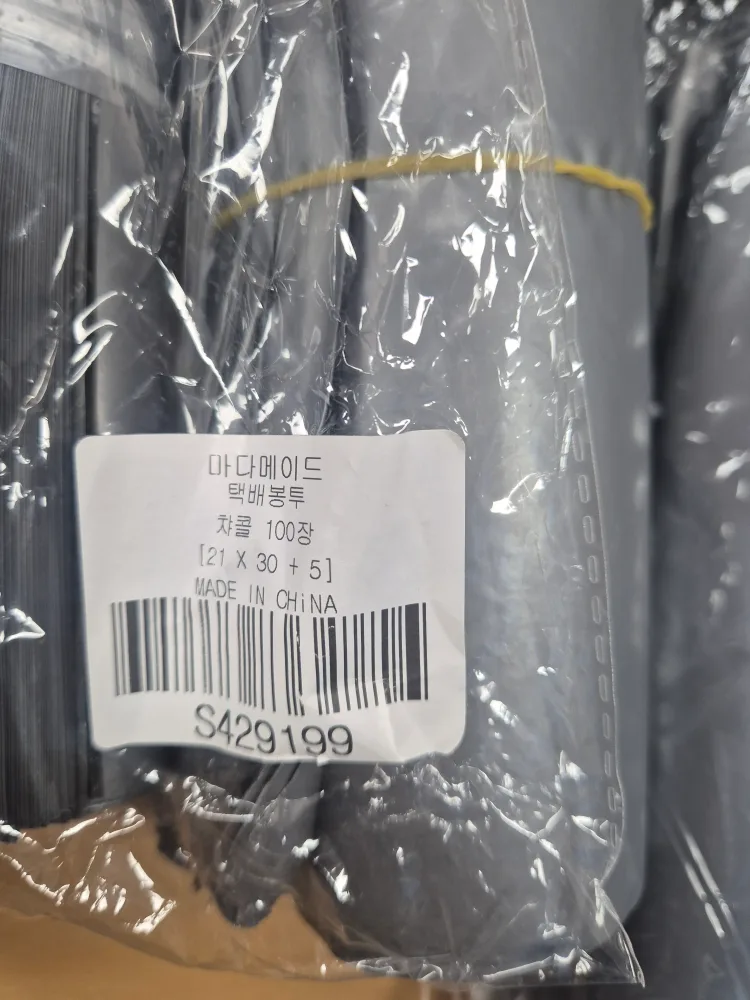 마다메이드
택배봉투
챠콜 100장
[21 X 30 + 5]
MADE IN CHiNA
S429199